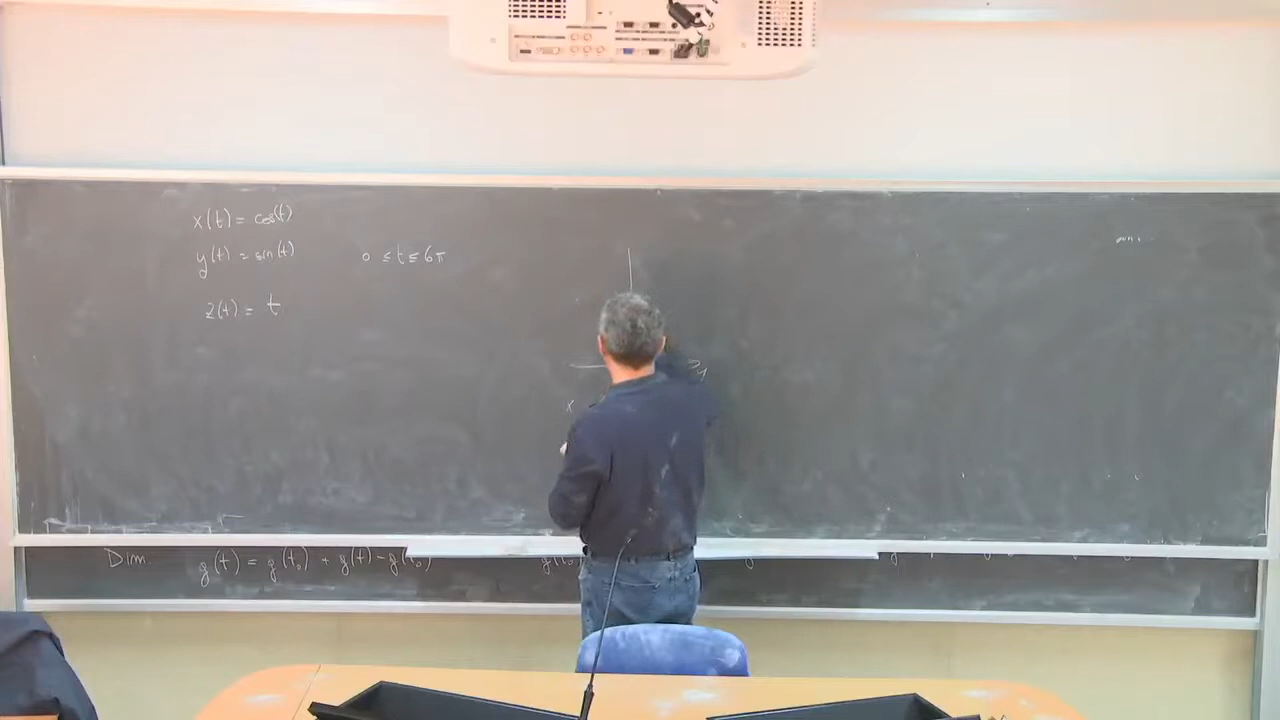 x(t) = cos(t)
y(t) = sin(t)
0 ≤ t ≤ 6π
z(t) = t
y
x
Dim. g(t) = g(t₀) + g(t) - g(t₀)